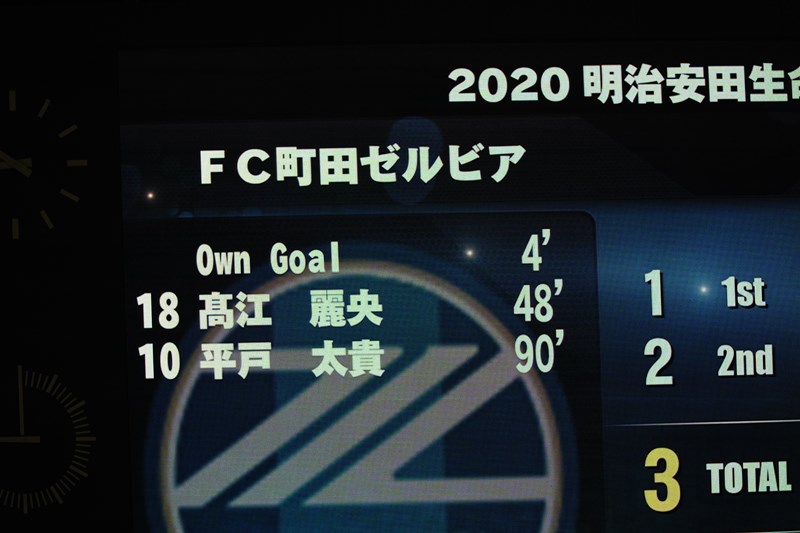 2020 明治安田生命
FC町田ゼルビア
Own Goal 4’
18 髙江 麗央 48’
10 平戸 太貴 90’
1 1st
2 2nd
3 TOTAL